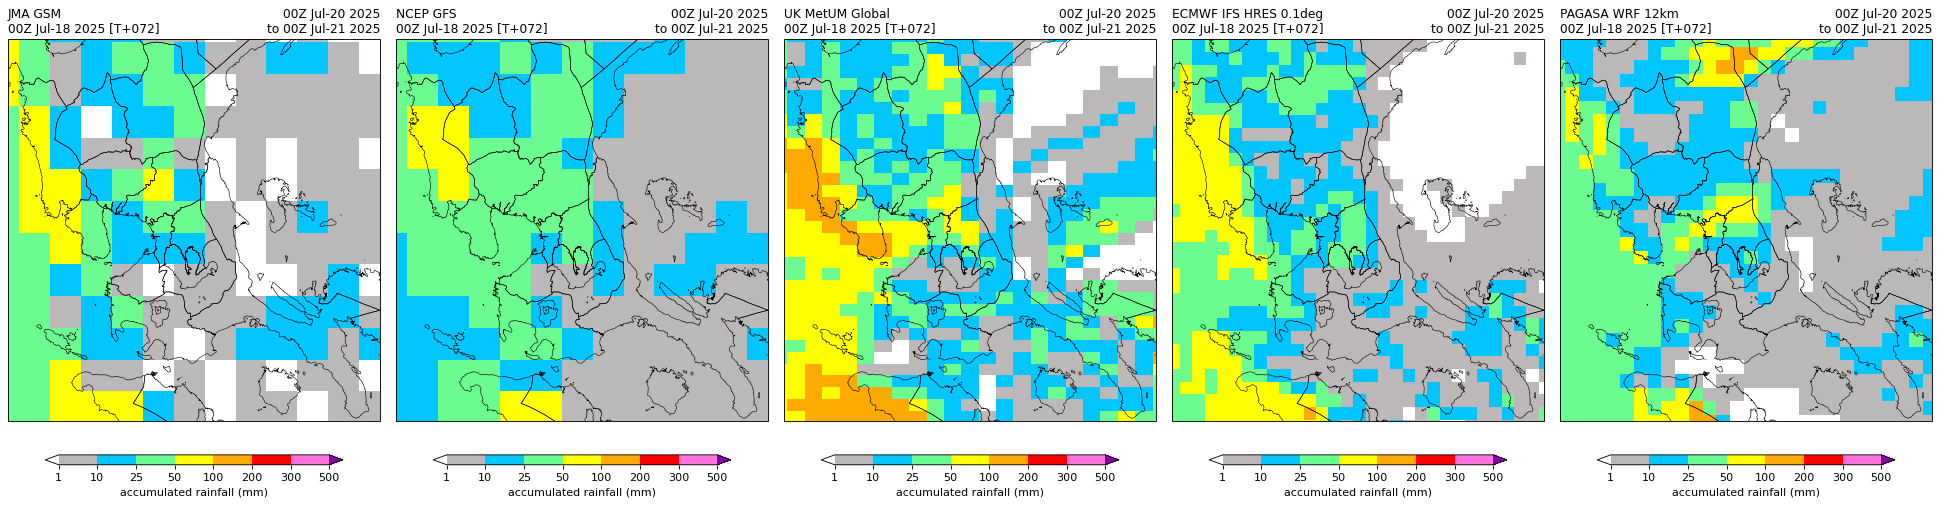 JMA GSM 00Z Jul-20 2025
00Z Jul-18 2025 [T+072] to 00Z Jul-21 2025
1 10 25 50 100 200 300 500
accumulated rainfall (mm)
NCEP GFS 00Z Jul-20 2025
00Z Jul-18 2025 [T+072] to 00Z Jul-21 2025
1 10 25 50 100 200 300 500
accumulated rainfall (mm)
UK MetUM Global 00Z Jul-20 2025
00Z Jul-18 2025 [T+072] to 00Z Jul-21 2025
1 10 25 50 100 200 300 500
accumulated rainfall (mm)
ECMWF IFS HRES 0.1deg 00Z Jul-20 2025
00Z Jul-18 2025 [T+072] to 00Z Jul-21 2025
1 10 25 50 100 200 300 500
accumulated rainfall (mm)
PAGASA WRF 12km 00Z Jul-20 2025
00Z Jul-18 2025 [T+072] to 00Z Jul-21 2025
1 10 25 50 100 200 300 500
accumulated rainfall (mm)